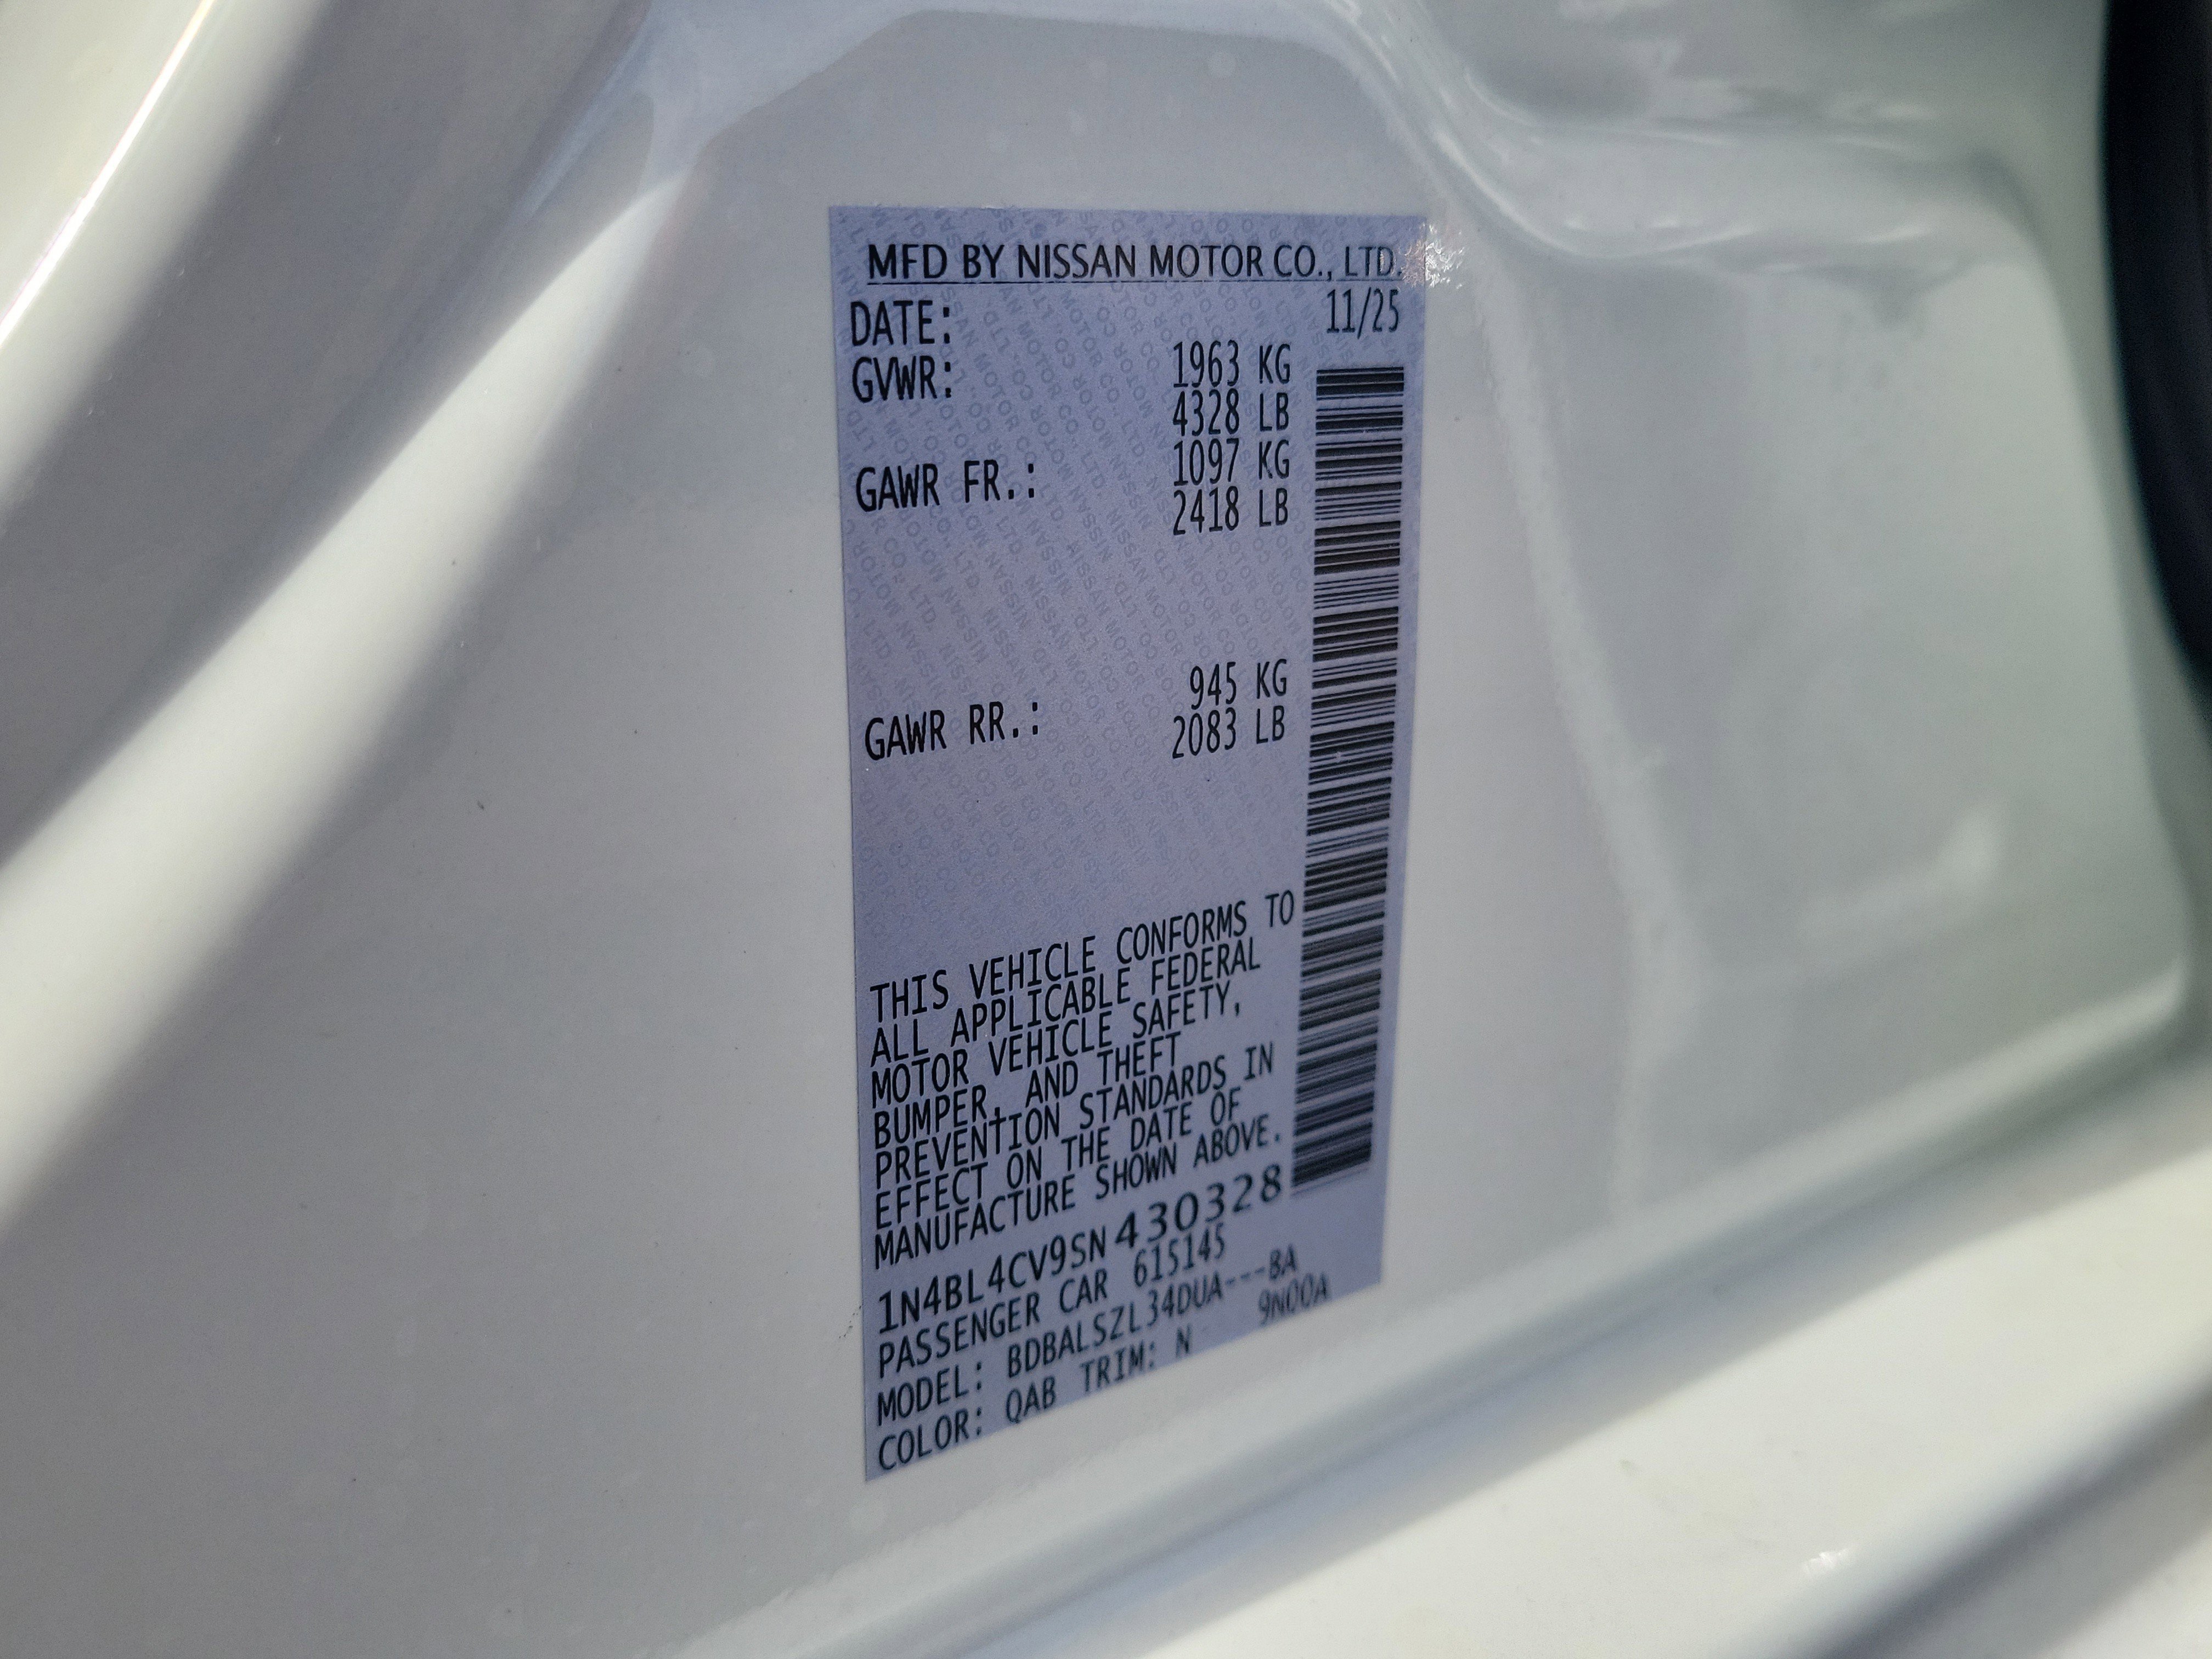 MFD BY NISSAN MOTOR CO., LTD.
DATE: 11/25
GVWR: 1963 KG
4328 LB
GAWR FR.: 1097 KG
2418 LB
GAWR RR.: 945 KG
2083 LB
THIS VEHICLE CONFORMS TO
ALL APPLICABLE FEDERAL
MOTOR VEHICLE SAFETY,
BUMPER, AND THEFT
PREVENTION STANDARDS IN
EFFECT ON THE DATE OF
MANUFACTURE SHOWN ABOVE.
1N4BL4CV9SN430328
PASSENGER CAR 615145
MODEL: BDBALSZL34DUA---BA
9N00A
COLOR: QAB TRIM: N